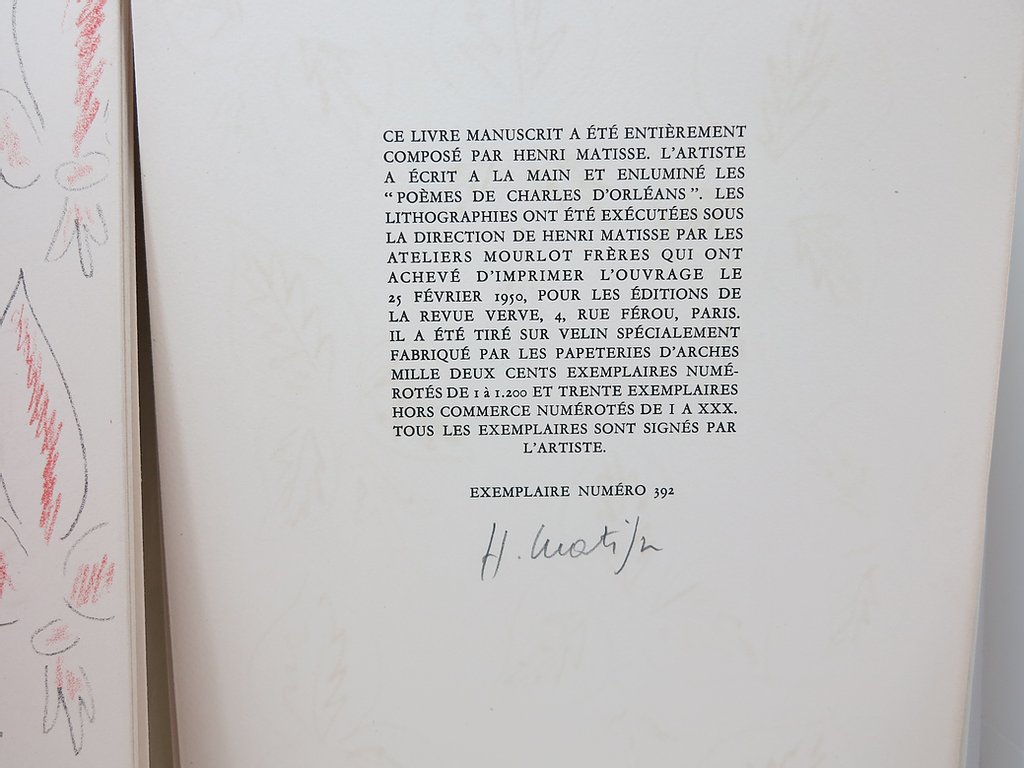 CE LIVRE MANUSCRIT A ÉTÉ ENTIÈREMENT
COMPOSÉ PAR HENRI MATISSE. L'ARTISTE
A ÉCRIT A LA MAIN ET ENLUMINÉ LES
“POÈMES DE CHARLES D'ORLÉANS”. LES
LITHOGRAPHIES ONT ÉTÉ EXÉCUTÉES SOUS
LA DIRECTION DE HENRI MATISSE PAR LES
ATELIERS MOURLOT FRÈRES QUI ONT
ACHEVÉ D'IMPRIMER L'OUVRAGE LE
25 FÉVRIER 1950, POUR LES ÉDITIONS DE
LA REVUE VERVE, 4, RUE FÉROU, PARIS.
IL A ÉTÉ TIRÉ SUR VELIN SPÉCIALEMENT
FABRIQUÉ PAR LES PAPETERIES D'ARCHES
MILLE DEUX CENTS EXEMPLAIRES NUMÉ-
ROTÉS DE 1 à 1.200 ET TRENTE EXEMPLAIRES
HORS COMMERCE NUMÉROTÉS DE I A XXX.
TOUS LES EXEMPLAIRES SONT SIGNÉS PAR
L'ARTISTE.
EXEMPLAIRE NUMÉRO 392
H. Matisse